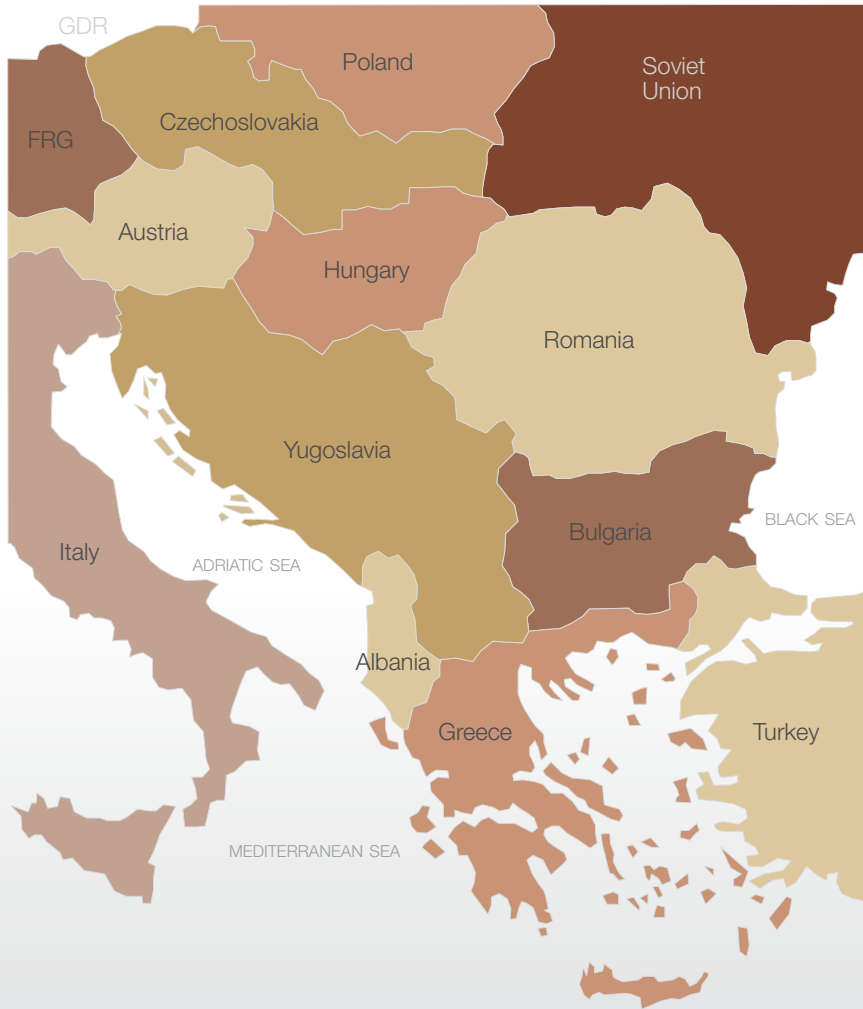 GDR
Poland
Soviet
Union
Czechoslovakia
FRG
Austria
Hungary
Romania
Yugoslavia
BLACK SEA
Bulgaria
Italy
ADRIATIC SEA
Albania
Greece
Turkey
MEDITERRANEAN SEA